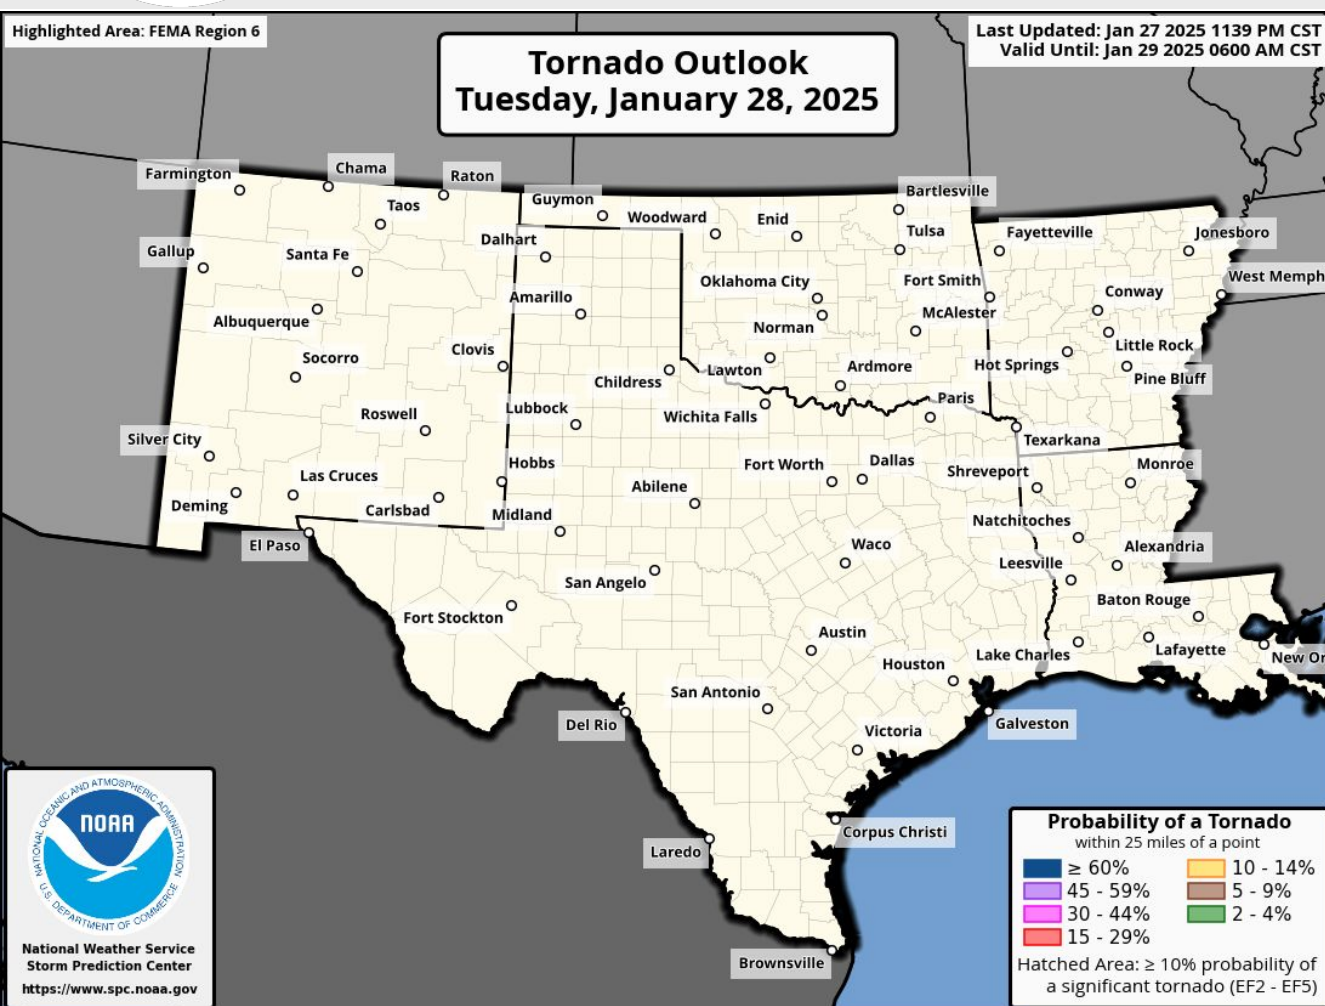 Highlighted Area: FEMA Region 6
Last Updated: Jan 27 2025 1139 PM CST
Valid Until: Jan 29 2025 0600 AM CST
Tornado Outlook
Tuesday, January 28, 2025
Farmington
Chama
Raton
Taos
Guymon
Woodward
Enid
Bartlesville
Tulsa
Fayetteville
Jonesboro
Gallup
Santa Fe
Dalhart
Oklahoma City
Fort Smith
West Memph
Conway
Amarillo
Albuquerque
Norman
McAlester
Little Rock
Socorro
Clovis
Childress
Lawton
Ardmore
Hot Springs
Pine Bluff
Roswell
Lubbock
Wichita Falls
Paris
Texarkana
Silver City
Las Cruces
Hobbs
Fort Worth
Dallas
Shreveport
Monroe
Deming
Carlsbad
Midland
Abilene
Natchitoches
El Paso
Waco
Alexandria
San Angelo
Leesville
Fort Stockton
Baton Rouge
Austin
Houston
Lake Charles
Lafayette
New Or
San Antonio
Del Rio
Victoria
Galveston
Corpus Christi
Laredo
Brownsville
NATIONAL OCEANIC AND ATMOSPHERIC ADMINISTRATION
NOAA
U.S. DEPARTMENT OF COMMERCE
National Weather Service
Storm Prediction Center
https://www.spc.noaa.gov
Probability of a Tornado
within 25 miles of a point
≥ 60%
10 - 14%
45 - 59%
5 - 9%
30 - 44%
2 - 4%
15 - 29%
Hatched Area: ≥ 10% probability of
a significant tornado (EF2 - EF5)